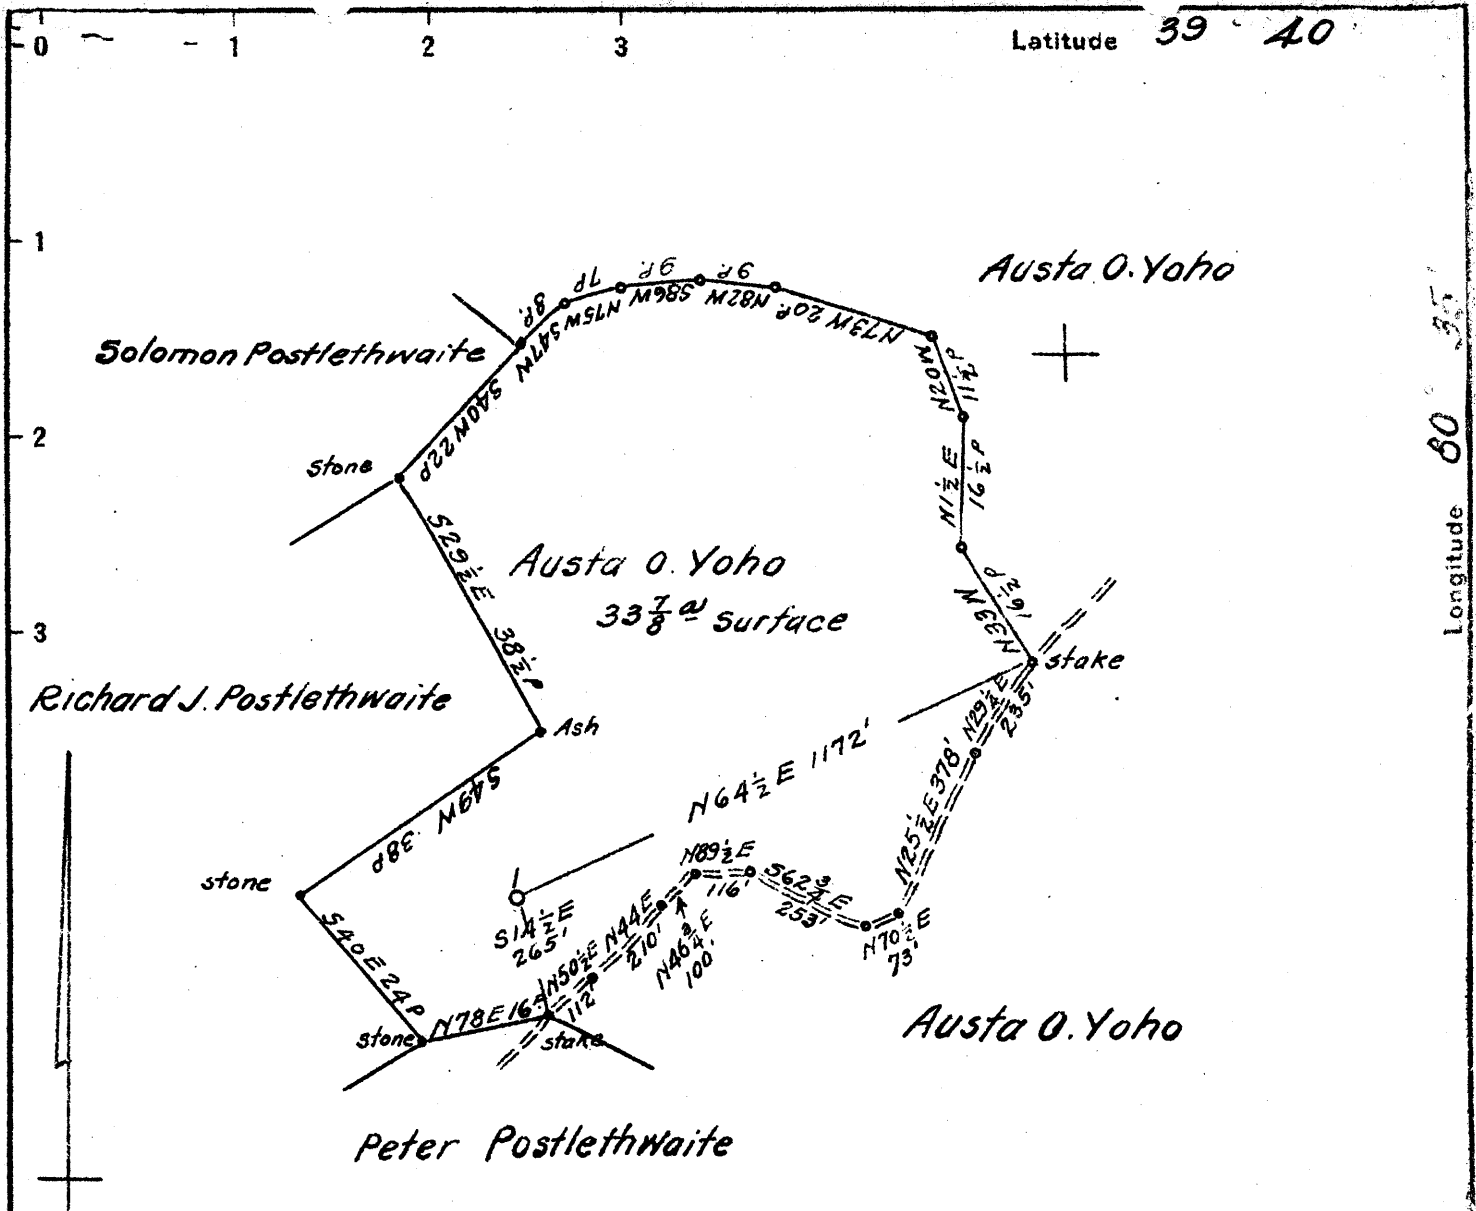 0 1 2 3 Latitude 39° 40
1
2
3
Longitude 80° 35
Austa O. Yoho
Solomon Postlethwaite
8P.
S47W
7P
N75W
9P.
S86W
9P.
N82W
N73W 20P.
N20W
11½P
N1½E
16½P
N33W
16½P
stake
S40W 22P
stone
S29½E 38½P
Austa O. Yoho
33⅞ a surface
Richard J. Postlethwaite
Ash
S49W 38P
stone
S40E 24P
stone
N78E 16
stake
N64½E 1172'
S14½E
265'
N50½E
112'
N44E
210'
N46¾E
100'
N89½E
116'
S62¾E
253'
N70½E
73'
N25½E 378'
N29¼E
235'
Austa O. Yoho
Peter Postlethwaite